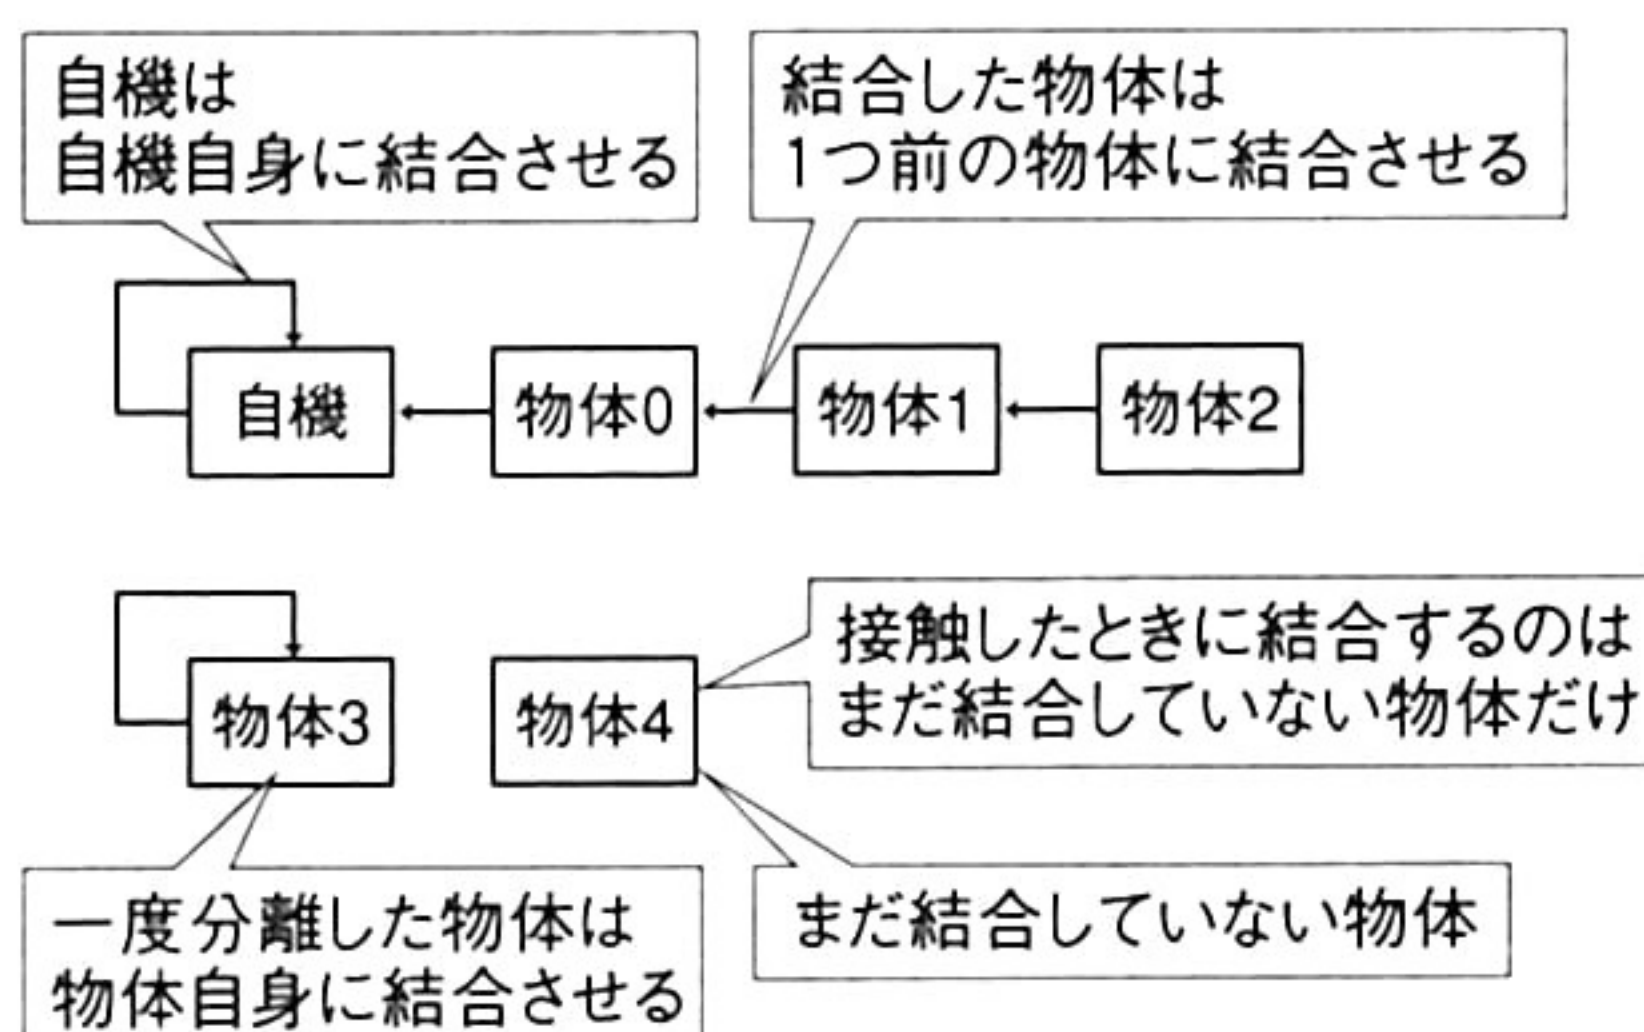 自機は
自機自身に結合させる
結合した物体は
1つ前の物体に結合させる
自機
物体0
物体1
物体2
物体3
物体4
接触したときに結合するのは
まだ結合していない物体だけ
一度分離した物体は
物体自身に結合させる
まだ結合していない物体